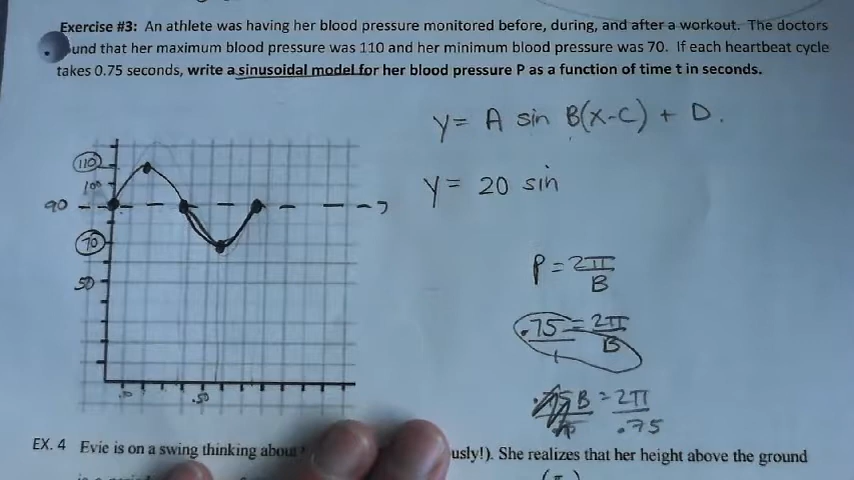 Exercise #3: An athlete was having her blood pressure monitored before, during, and after a workout. The doctors
und that her maximum blood pressure was 110 and her minimum blood pressure was 70. If each heartbeat cycle
takes 0.75 seconds, write a sinusoidal model for her blood pressure P as a function of time t in seconds.
y = A sin B(x-C) + D.
y = 20 sin
110
100
90
70
50
.50
P = 2π/B
.75/1 = 2π/B
B = 2π/.75
EX. 4 Evie is on a swing thinking about
usly!). She realizes that her height above the ground